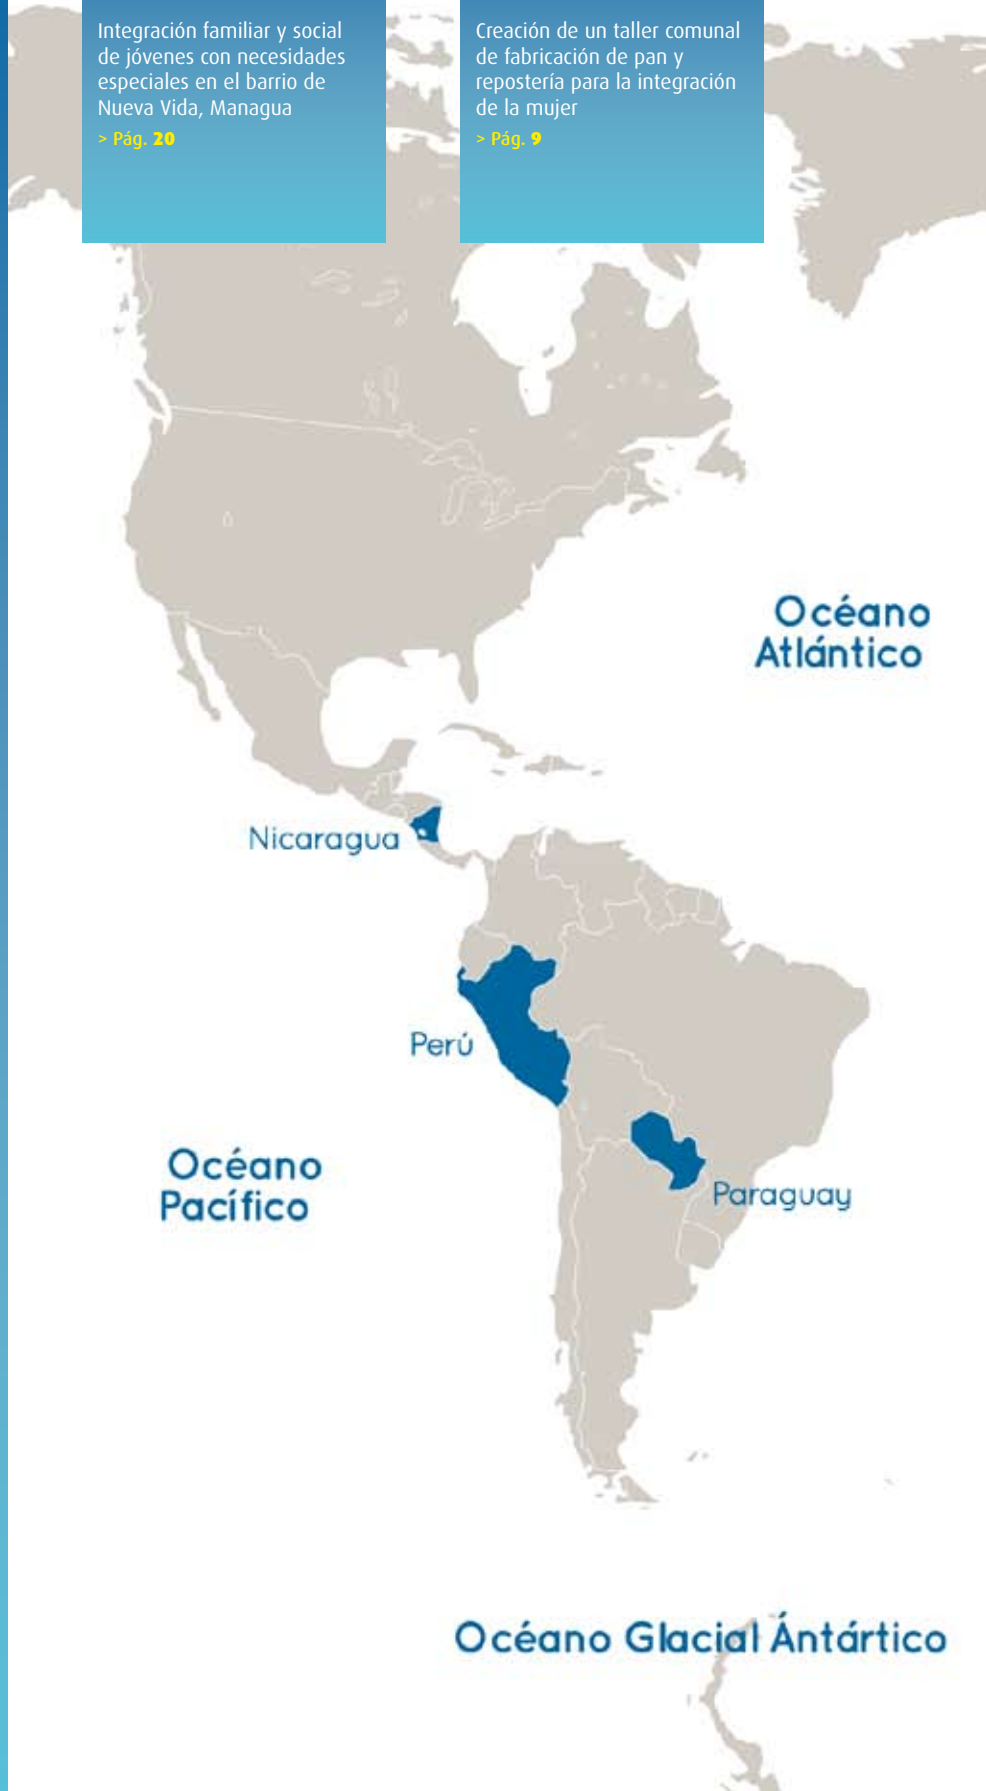 Integración familiar y social
de jóvenes con necesidades
especiales en el barrio de
Nueva Vida, Managua
> Pág. 20
Creación de un taller comunal
de fabricación de pan y
repostería para la integración
de la mujer
> Pág. 9
Océano
Atlántico
Nicaragua
Perú
Océano
Pacífico
Paraguay
Océano Glacial Ántártico